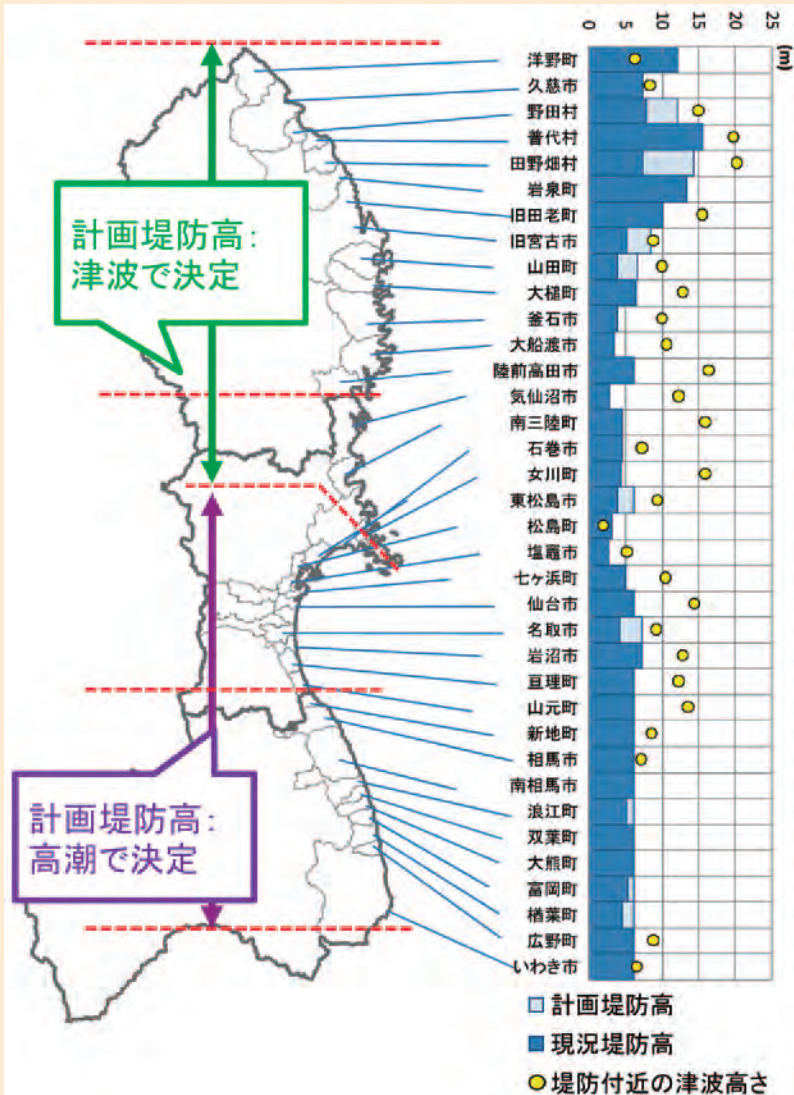 0 5 10 15 20 25
(m)
洋野町
久慈市
野田村
普代村
田野畑村
岩泉町
旧田老町
旧宮古市
山田町
大槌町
釜石市
大船渡市
陸前高田市
気仙沼市
南三陸町
石巻市
女川町
東松島市
松島町
塩竈市
七ヶ浜町
仙台市
名取市
岩沼市
亘理町
山元町
新地町
相馬市
南相馬市
浪江町
双葉町
大熊町
富岡町
楢葉町
広野町
いわき市
計画堤防高：
津波で決定
計画堤防高：
高潮で決定
計画堤防高
現況堤防高
堤防付近の津波高さ